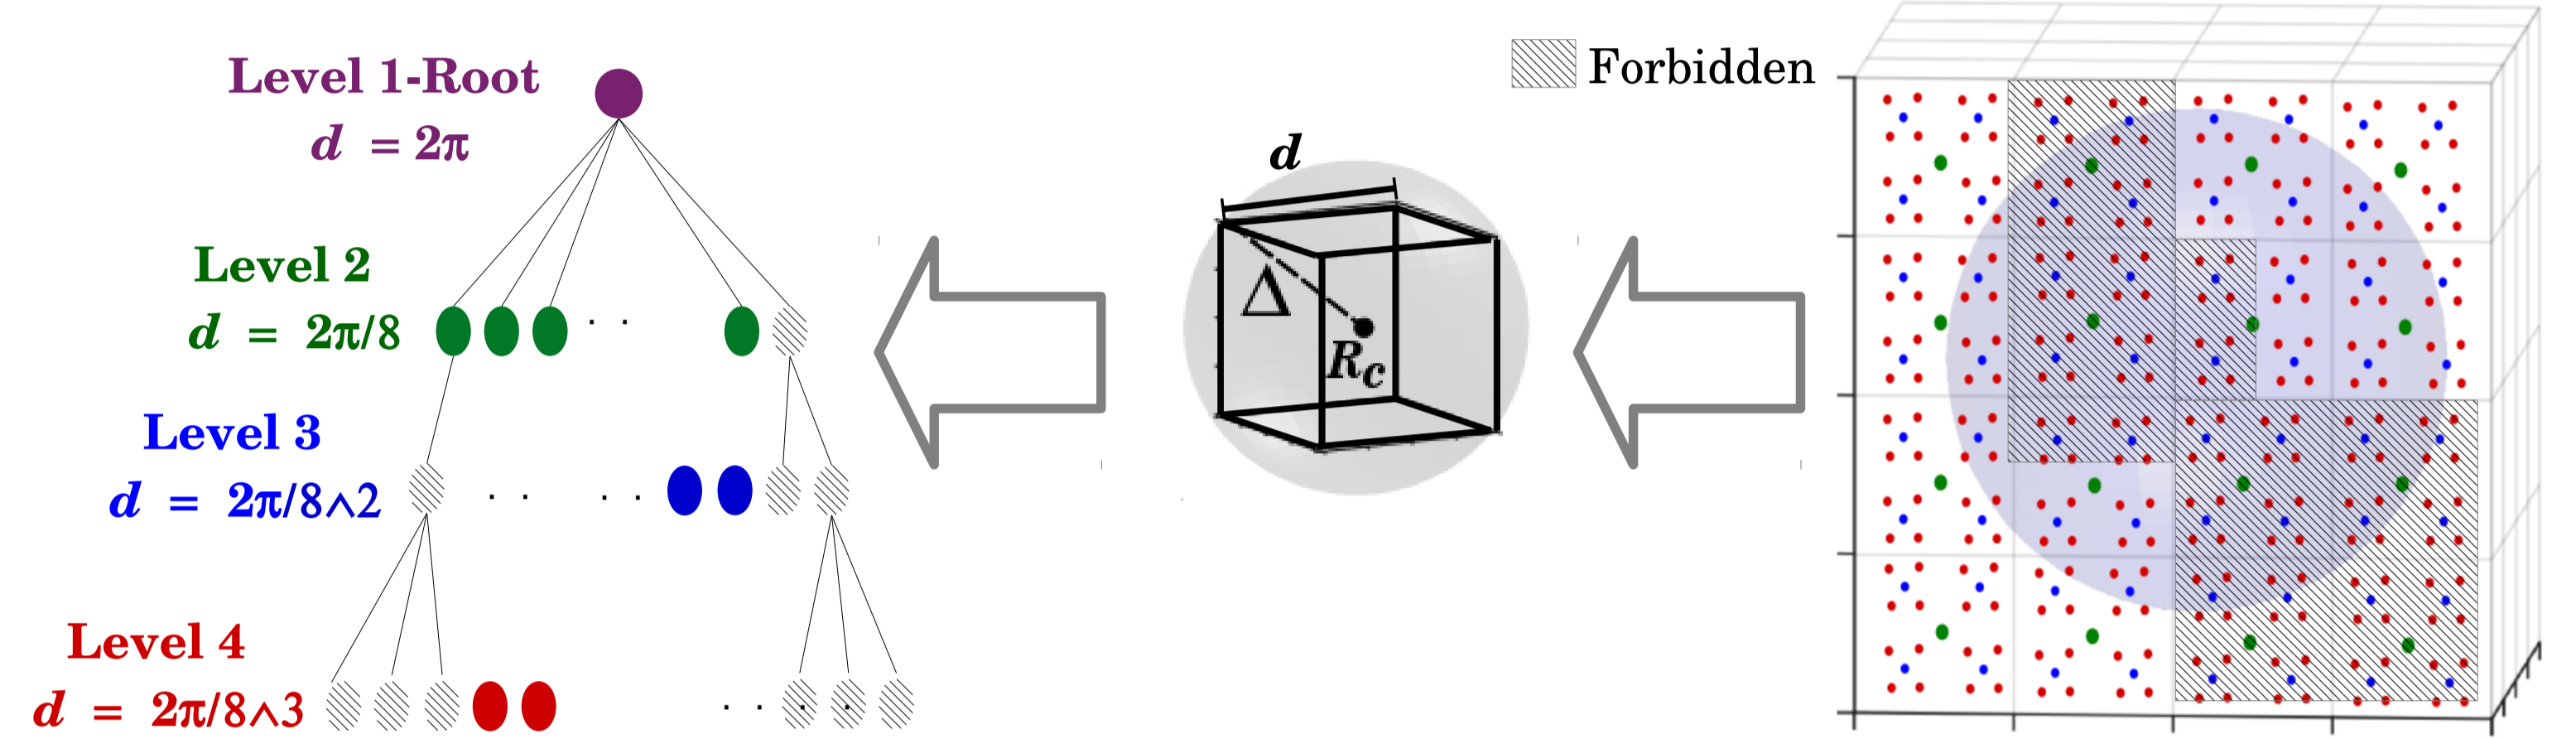 Level 1-Root
d = 2π
Level 2
d = 2π/8
Level 3
d = 2π/8∧2
Level 4
d = 2π/8∧3
d
Δ
Rc
Forbidden